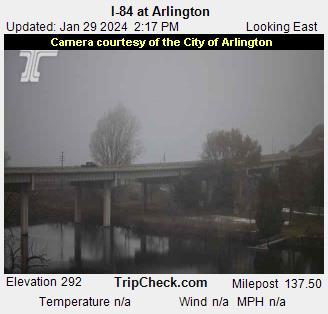 I-84 at Arlington
Updated: Jan 29 2024 2:17 PM Looking East
Camera courtesy of the City of Arlington
Elevation 292 TripCheck.com Milepost 137.50
Temperature n/a Wind n/a MPH n/a